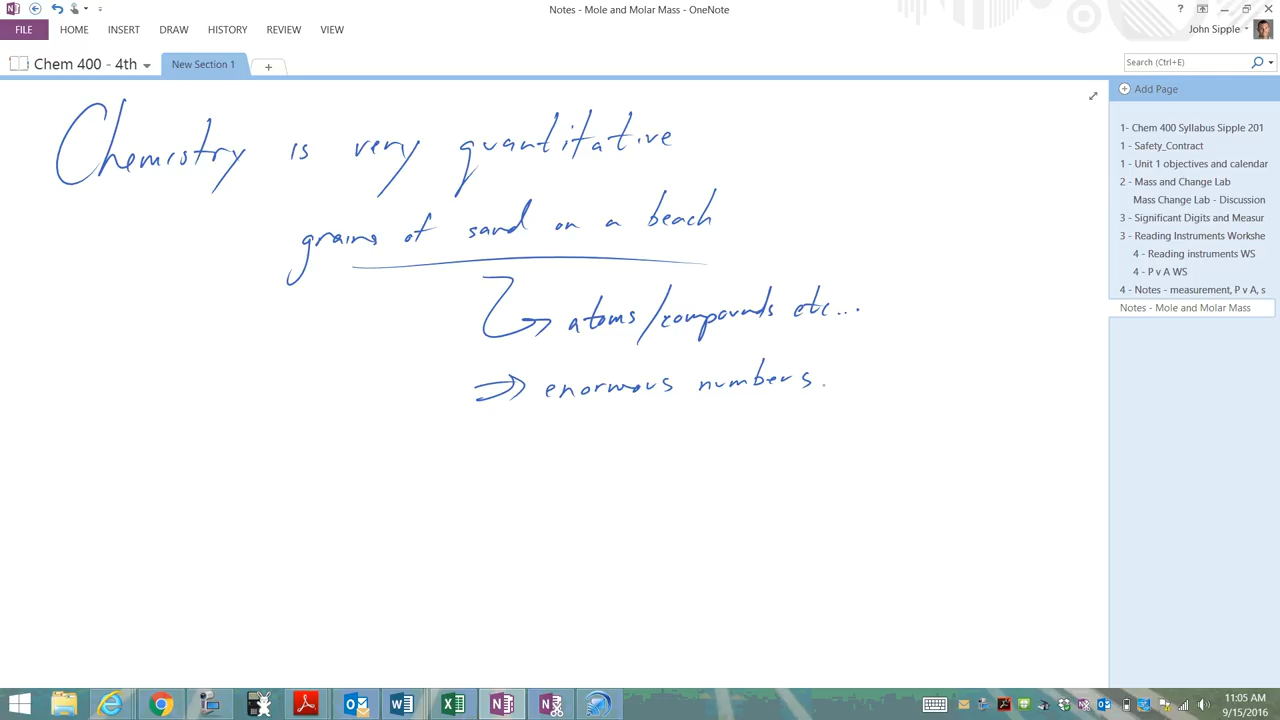 Notes - Mole and Molar Mass - OneNote
?
FILE HOME INSERT DRAW HISTORY REVIEW VIEW
John Sipple
Chem 400 - 4th
New Section 1
+
Search (Ctrl+E)
Add Page
Chemistry is very quantitative
grains of sand on a beach
atoms/compounds etc...
⇒ enormous numbers.
1- Chem 400 Syllabus Sipple 201
1 - Safety_Contract
1 - Unit 1 objectives and calendar
2 - Mass and Change Lab
Mass Change Lab - Discussion
3 - Significant Digits and Measur
3 - Reading Instruments Workshe
4 - Reading instruments WS
4 - P v A WS
4 - Notes - measurement, P v A, s
Notes - Mole and Molar Mass
11:05 AM
9/15/2016